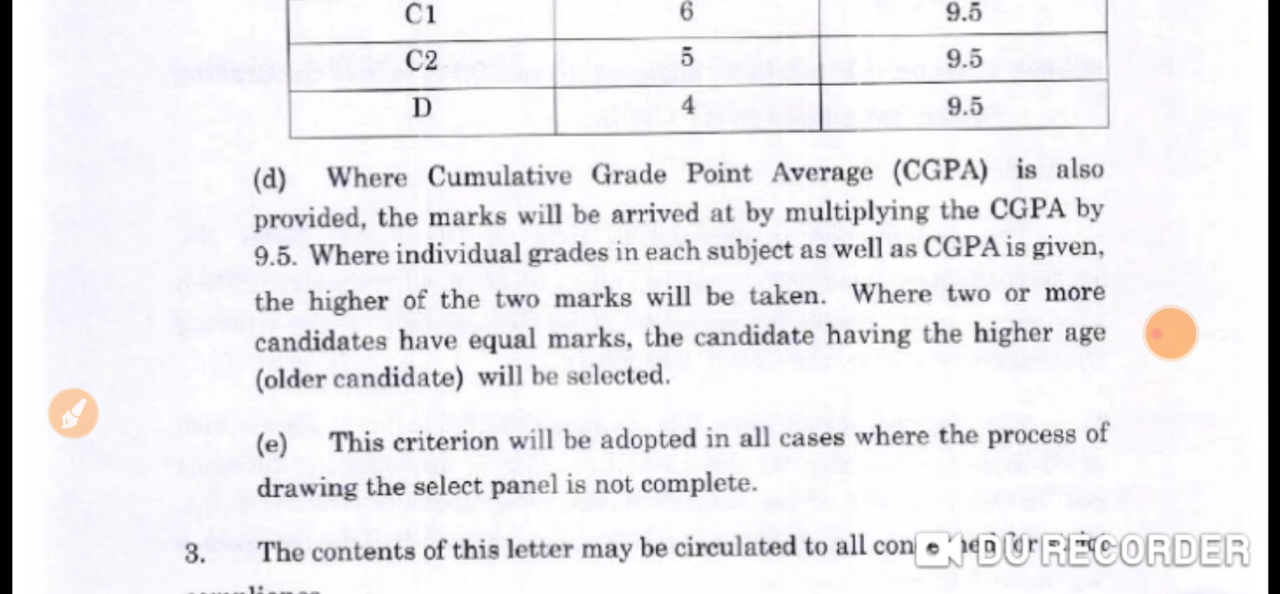 C1 6 9.5
C2 5 9.5
D 4 9.5
(d) Where Cumulative Grade Point Average (CGPA) is also
provided, the marks will be arrived at by multiplying the CGPA by
9.5. Where individual grades in each subject as well as CGPA is given,
the higher of the two marks will be taken. Where two or more
candidates have equal marks, the candidate having the higher age
(older candidate) will be selected.
(e) This criterion will be adopted in all cases where the process of
drawing the select panel is not complete.
3. The contents of this letter may be circulated to all
DU RECORDER